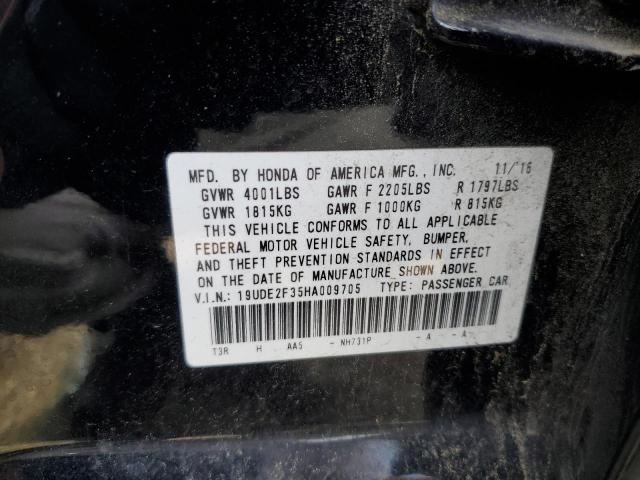 MFD. BY HONDA OF AMERICA MFG., INC. 11/16
GVWR 4001LBS GAWR F 2205LBS R 1797LBS
GVWR 1815KG GAWR F 1000KG R 815KG
THIS VEHICLE CONFORMS TO ALL APPLICABLE
FEDERAL MOTOR VEHICLE SAFETY, BUMPER,
AND THEFT PREVENTION STANDARDS IN EFFECT
ON THE DATE OF MANUFACTURE SHOWN ABOVE.
V.I.N.: 19UDE2F35HA009705 TYPE: PASSENGER CAR
T3R H AA5 - NH731P - A - A